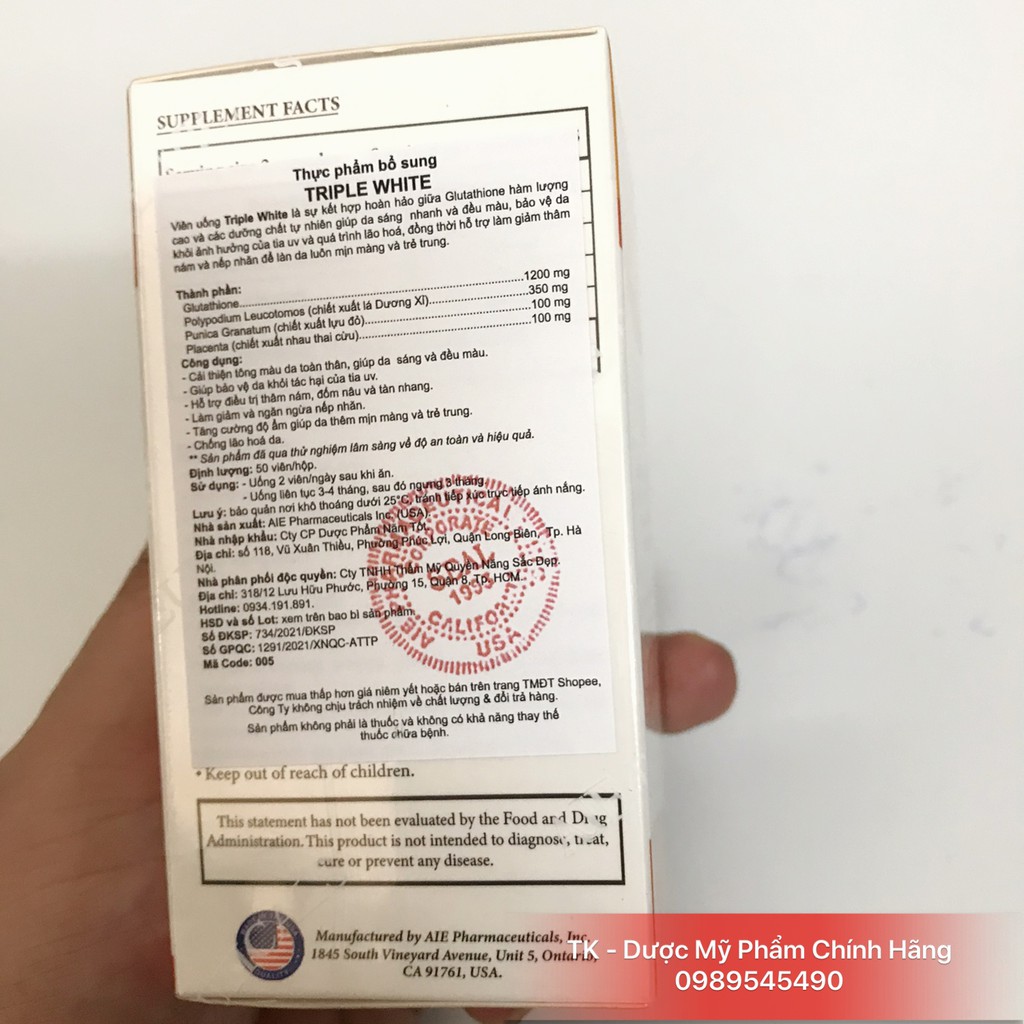 SUPPLEMENT FACTS
Thực phẩm bổ sung
TRIPLE WHITE
Viên uống Triple White là sự kết hợp hoàn hảo giữa Glutathione hàm lượng
cao và các dưỡng chất tự nhiên giúp da sáng nhanh và đều màu, bảo vệ da
khỏi ảnh hưởng của tia uv và quá trình lão hoá, đồng thời hỗ trợ làm giảm thâm
nám và nếp nhăn để làn da luôn mịn màng và trẻ trung.
Thành phần:
Glutathione...........................................................1200 mg
Polypodium Leucotomos (chiết xuất lá Dương Xỉ)....................350 mg
Punica Granatum (chiết xuất lựu đỏ)..................................100 mg
Placenta (chiết xuất nhau thai cừu)...................................100 mg
Công dụng:
- Cải thiện tông màu da toàn thân, giúp da sáng và đều màu.
- Giúp bảo vệ da khỏi tác hại của tia uv.
- Hỗ trợ điều trị thâm nám, đốm nâu và tàn nhang.
- Làm giảm và ngăn ngừa nếp nhăn.
- Tăng cường độ ẩm giúp da thêm mịn màng và trẻ trung.
- Chống lão hoá da.
** Sản phẩm đã qua thử nghiệm lâm sàng về độ an toàn và hiệu quả.
Định lượng: 50 viên/hộp.
Sử dụng: - Uống 2 viên/ngày sau khi ăn.
- Uống liên tục 3-4 tháng, sau đó ngưng 3 tháng.
Lưu ý: bảo quản nơi khô thoáng dưới 25°C, tránh tiếp xúc trực tiếp ánh nắng.
Nhà sản xuất: AIE Pharmaceuticals Inc. (USA).
Nhà nhập khẩu: Cty CP Dược Phẩm Năm Tốt.
Địa chỉ: số 118, Vũ Xuân Thiều, Phường Phúc Lợi, Quận Long Biên, Tp. Hà
Nội.
Nhà phân phối độc quyền: Cty TNHH Thẩm Mỹ Quyền Năng Sắc Đẹp.
Địa chỉ: 318/12 Lưu Hữu Phước, Phường 15, Quận 8, Tp. HCM.
Hotline: 0934.191.891.
HSD và số Lot: xem trên bao bì sản phẩm.
Số ĐKSP: 734/2021/ĐKSP
Số GPQC: 1291/2021/XNQC-ATTP
Mã Code: 005
AIE PHARMACEUTICAL
CORPORATE
SEAL
1995
CALIFORNIA
USA
Sản phẩm được mua thấp hơn giá niêm yết hoặc bán trên trang TMĐT Shopee,
Công Ty không chịu trách nhiệm về chất lượng & đổi trả hàng.
Sản phẩm không phải là thuốc và không có khả năng thay thế
thuốc chữa bệnh.
• Keep out of reach of children.
This statement has not been evaluated by the Food and Drug
Administration. This product is not intended to diagnose, treat,
cure or prevent any disease.
QUALITY
Manufactured by AIE Pharmaceuticals, Inc.
1845 South Vineyard Avenue, Unit 5, Ontario,
CA 91761, USA.
TK - Dược Mỹ Phẩm Chính Hãng
0989545490